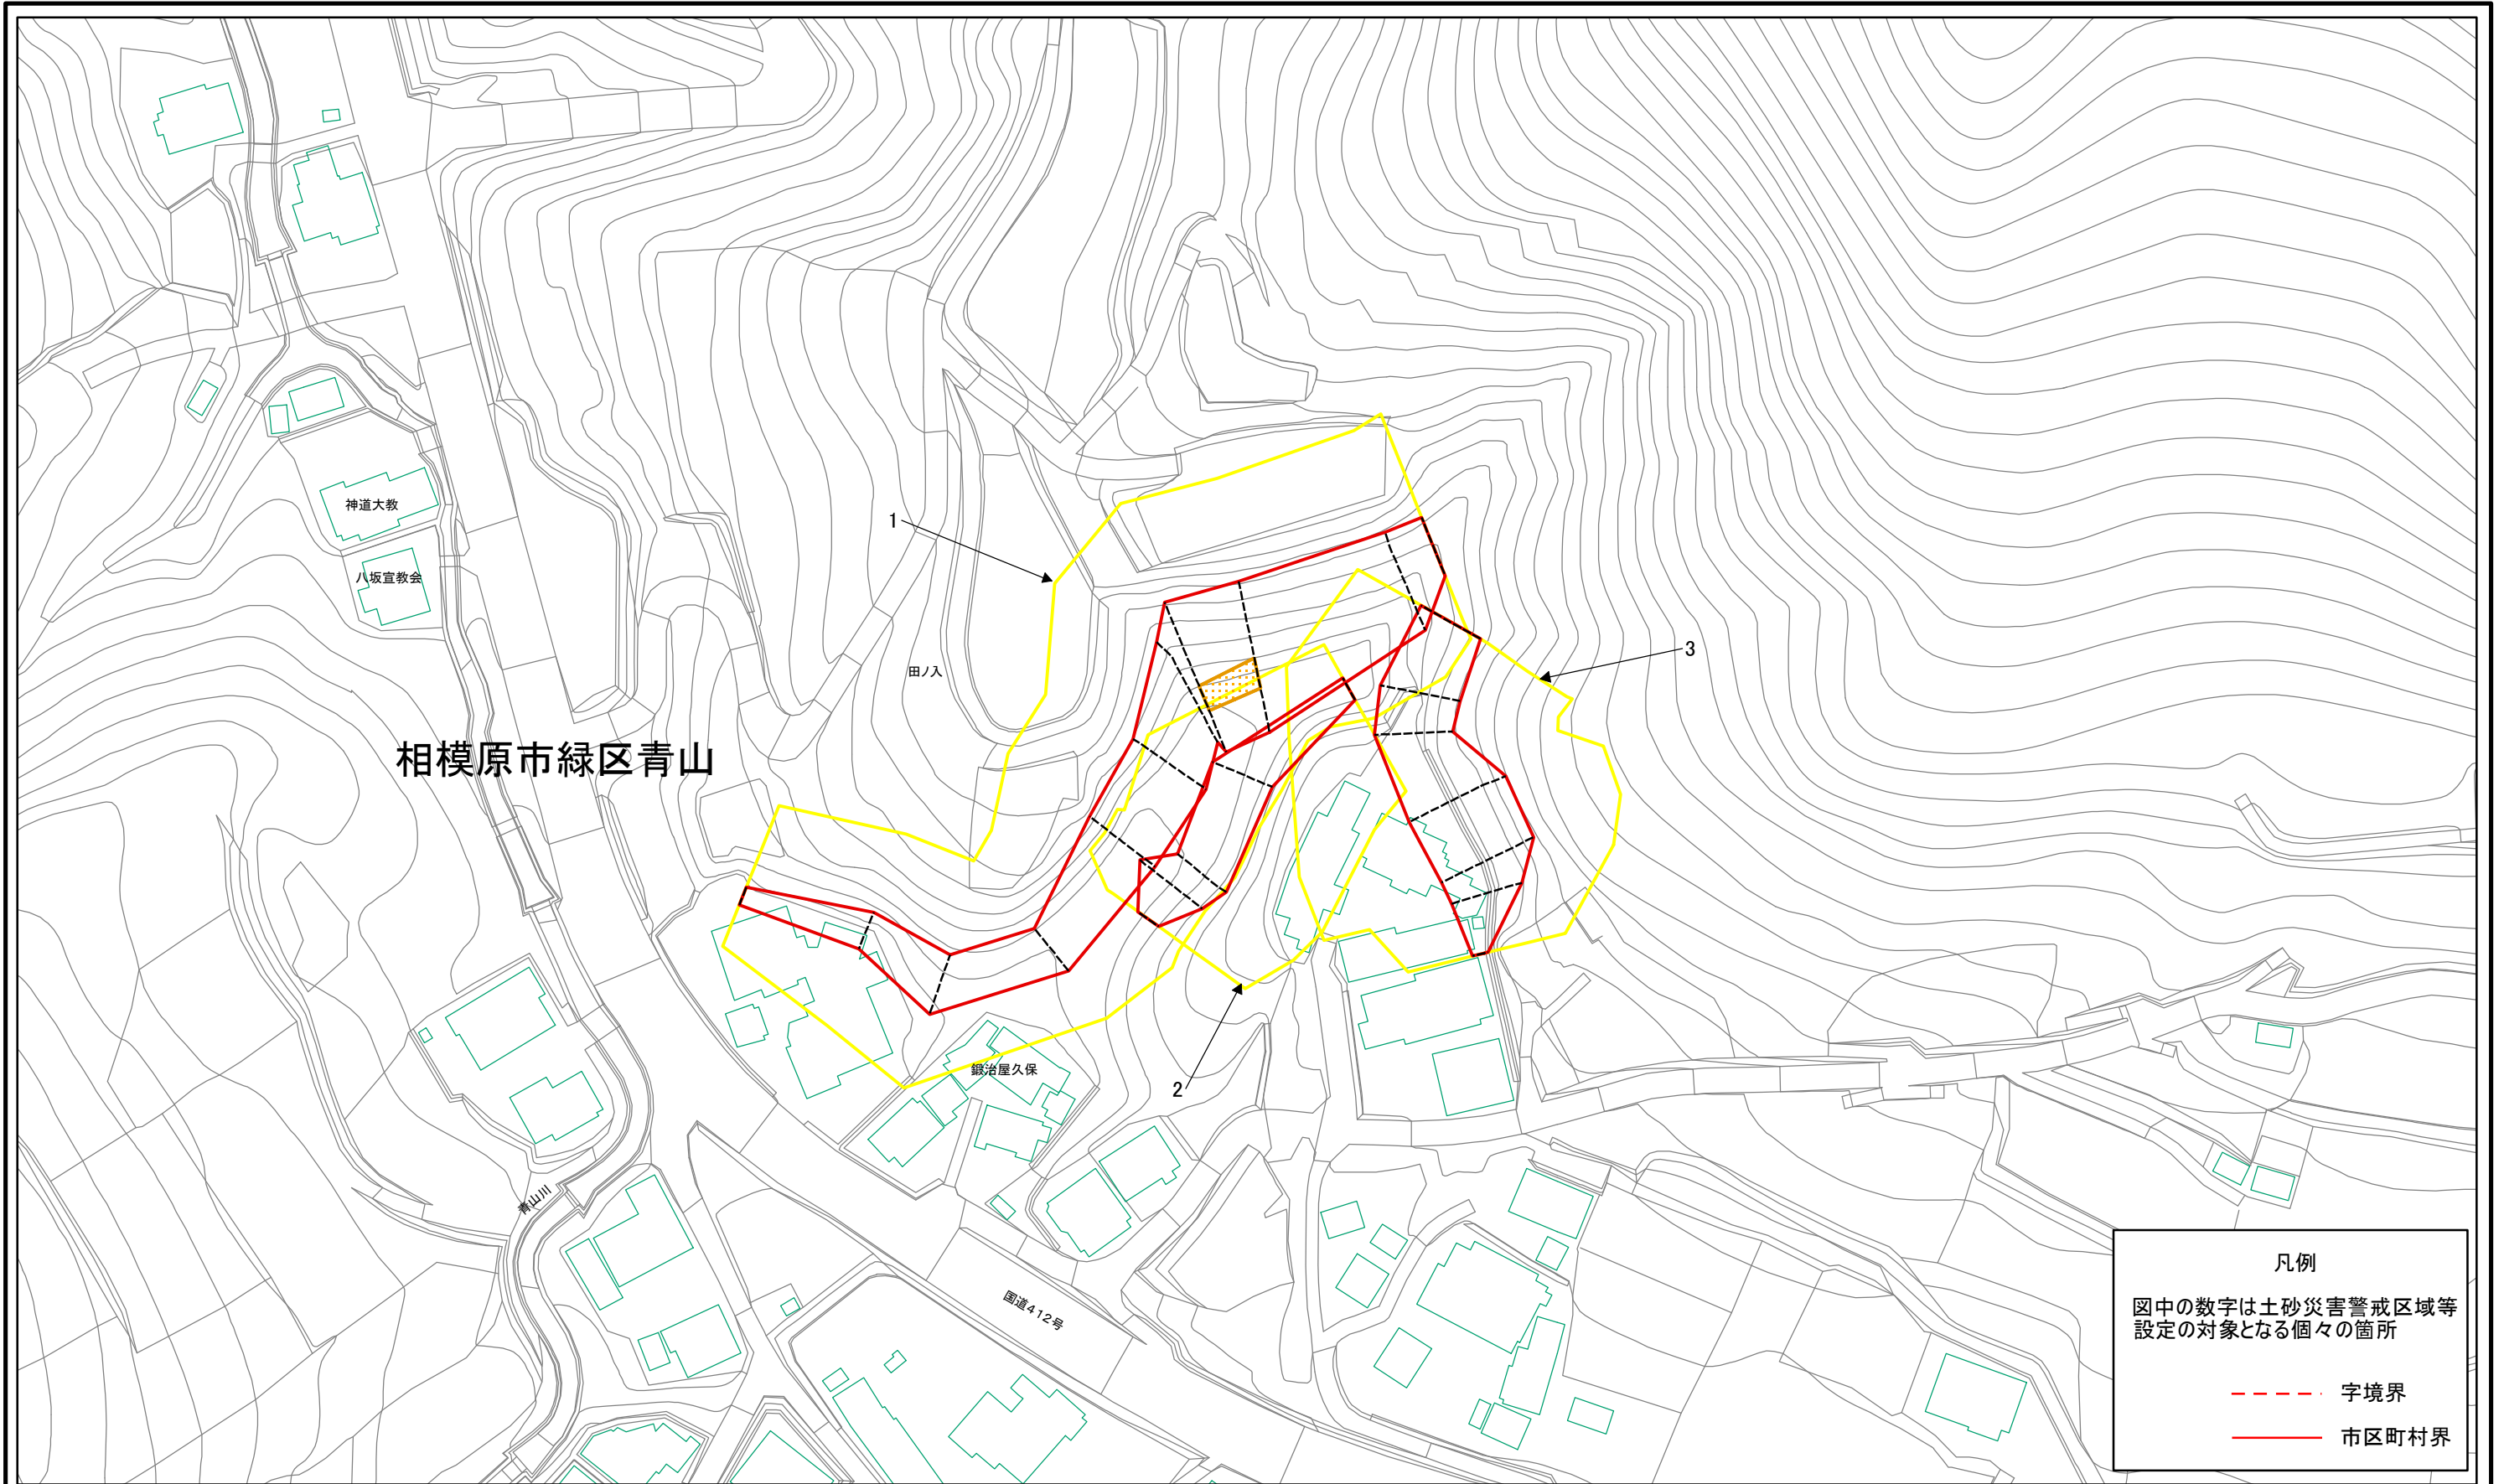 神道大教
1
八坂宣教会
3
田ノ入
相模原市緑区青山
鍛治屋久保
2
青山川
国道412号
凡例
図中の数字は土砂災害警戒区域等
設定の対象となる個々の箇所
字境界
市区町村界